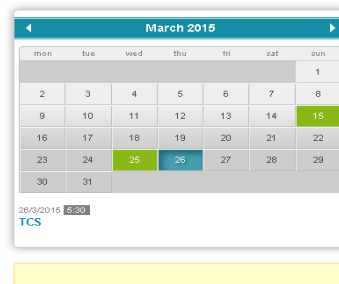 March 2015
mon tue wed thu fri sat sun
1
2 3 4 5 6 7 8
9 10 11 12 13 14 15
16 17 18 19 20 21 22
23 24 25 26 27 28 29
30 31
26/3/2015 5:30
TCS